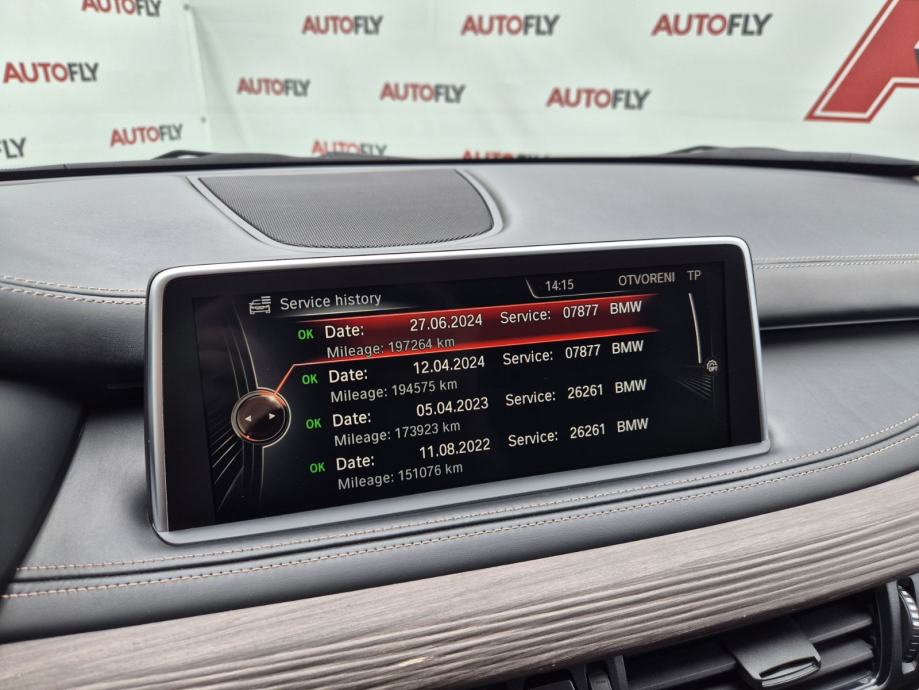 AUTOFLY
AUTOFLY
AUTOFLY
AUTOFLY
AUTOFLY
AUTOFLY
AUTOFLY
AUTOFLY
AUTOFLY
AUTOFLY
AUTOFLY
A
Service history
14:15
OTVORENI TP
OK Date: 27.06.2024 Service: 07877 BMW
Mileage: 197264 km
OK Date: 12.04.2024 Service: 07877 BMW
Mileage: 194575 km
OK Date: 05.04.2023 Service: 26261 BMW
Mileage: 173923 km
OK Date: 11.08.2022 Service: 26261 BMW
Mileage: 151076 km